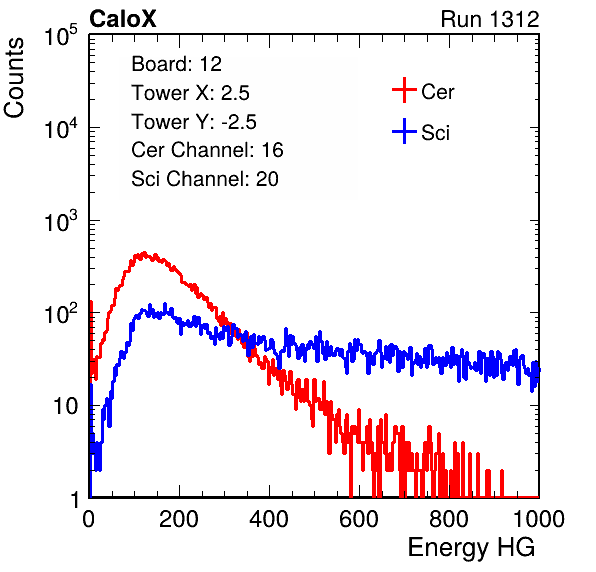 CaloX Run 1312
Counts
Board: 12
Tower X: 2.5
Tower Y: -2.5
Cer Channel: 16
Sci Channel: 20
Cer
Sci
10^5
10^4
10^3
10^2
10
1
0 200 400 600 800 1000
Energy HG